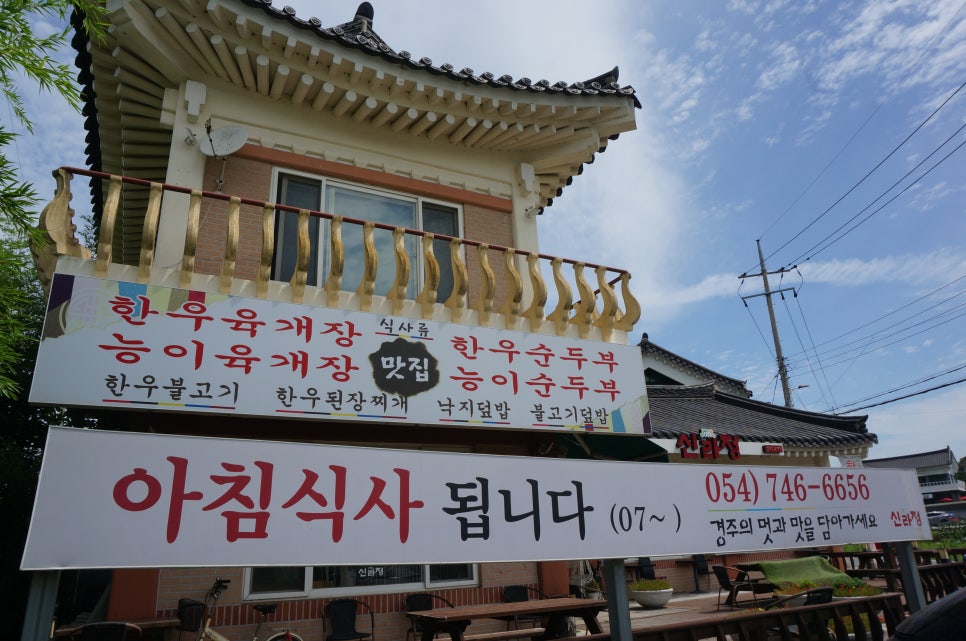 한우육개장 식사류 한우순두부
능이육개장 맛집 능이순두부
한우불고기 한우된장찌개 낙지덮밥 불고기덮밥
신라정
아침식사 됩니다 (07~)
054) 746-6656
경주의 멋과 맛을 담아가세요 신라정
신라정